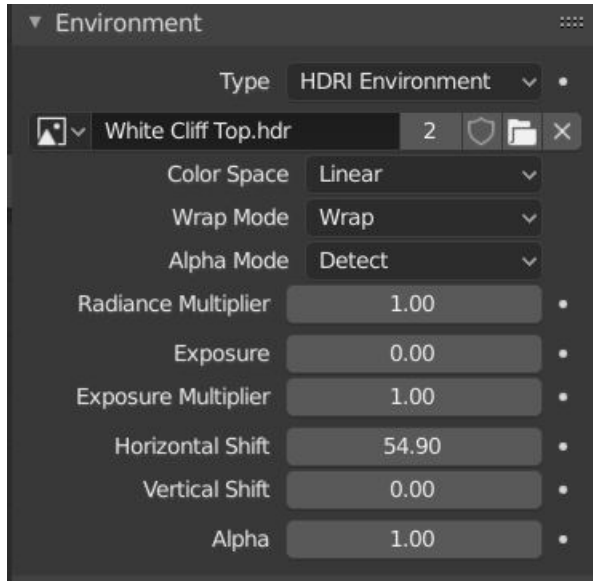 Environment
Type HDRI Environment
White Cliff Top.hdr 2
Color Space Linear
Wrap Mode Wrap
Alpha Mode Detect
Radiance Multiplier 1.00
Exposure 0.00
Exposure Multiplier 1.00
Horizontal Shift 54.90
Vertical Shift 0.00
Alpha 1.00